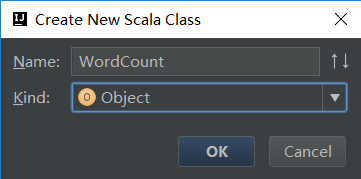 Create New Scala Class
Name: WordCount
Kind: Object
OK Cancel